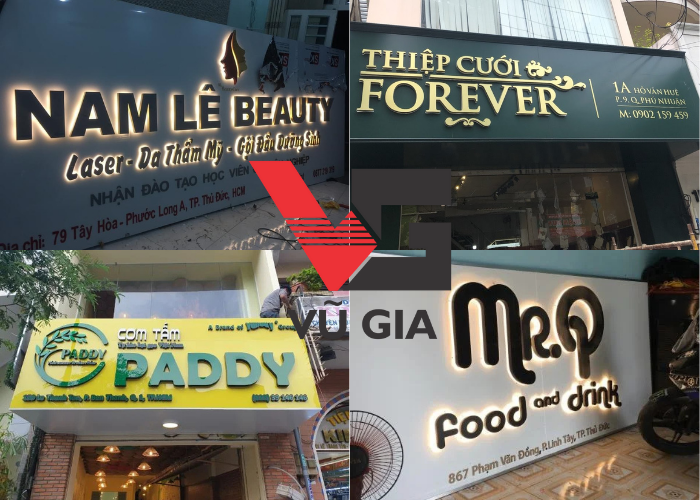 NAM LÊ BEAUTY
Laser - Da Thẩm Mỹ - Gội Đầu Dưỡng Sinh
NHẬN ĐÀO TẠO HỌC VIÊN
Địa chỉ: 79 Tây Hòa - Phước Long A, TP. Thủ Đức, HCM
THIỆP CƯỚI
FOREVER
1A HỒ VĂN HUÊ
P. 9, Q. PHÚ NHUẬN
M: 0902 159 459
VŨ GIA
A Brand of
Group
CƠM TẤM
PADDY
PADDY
MR.Q
food and drink
867 Phạm Văn Đồng, P.Linh Tây, TP.Thủ Đức